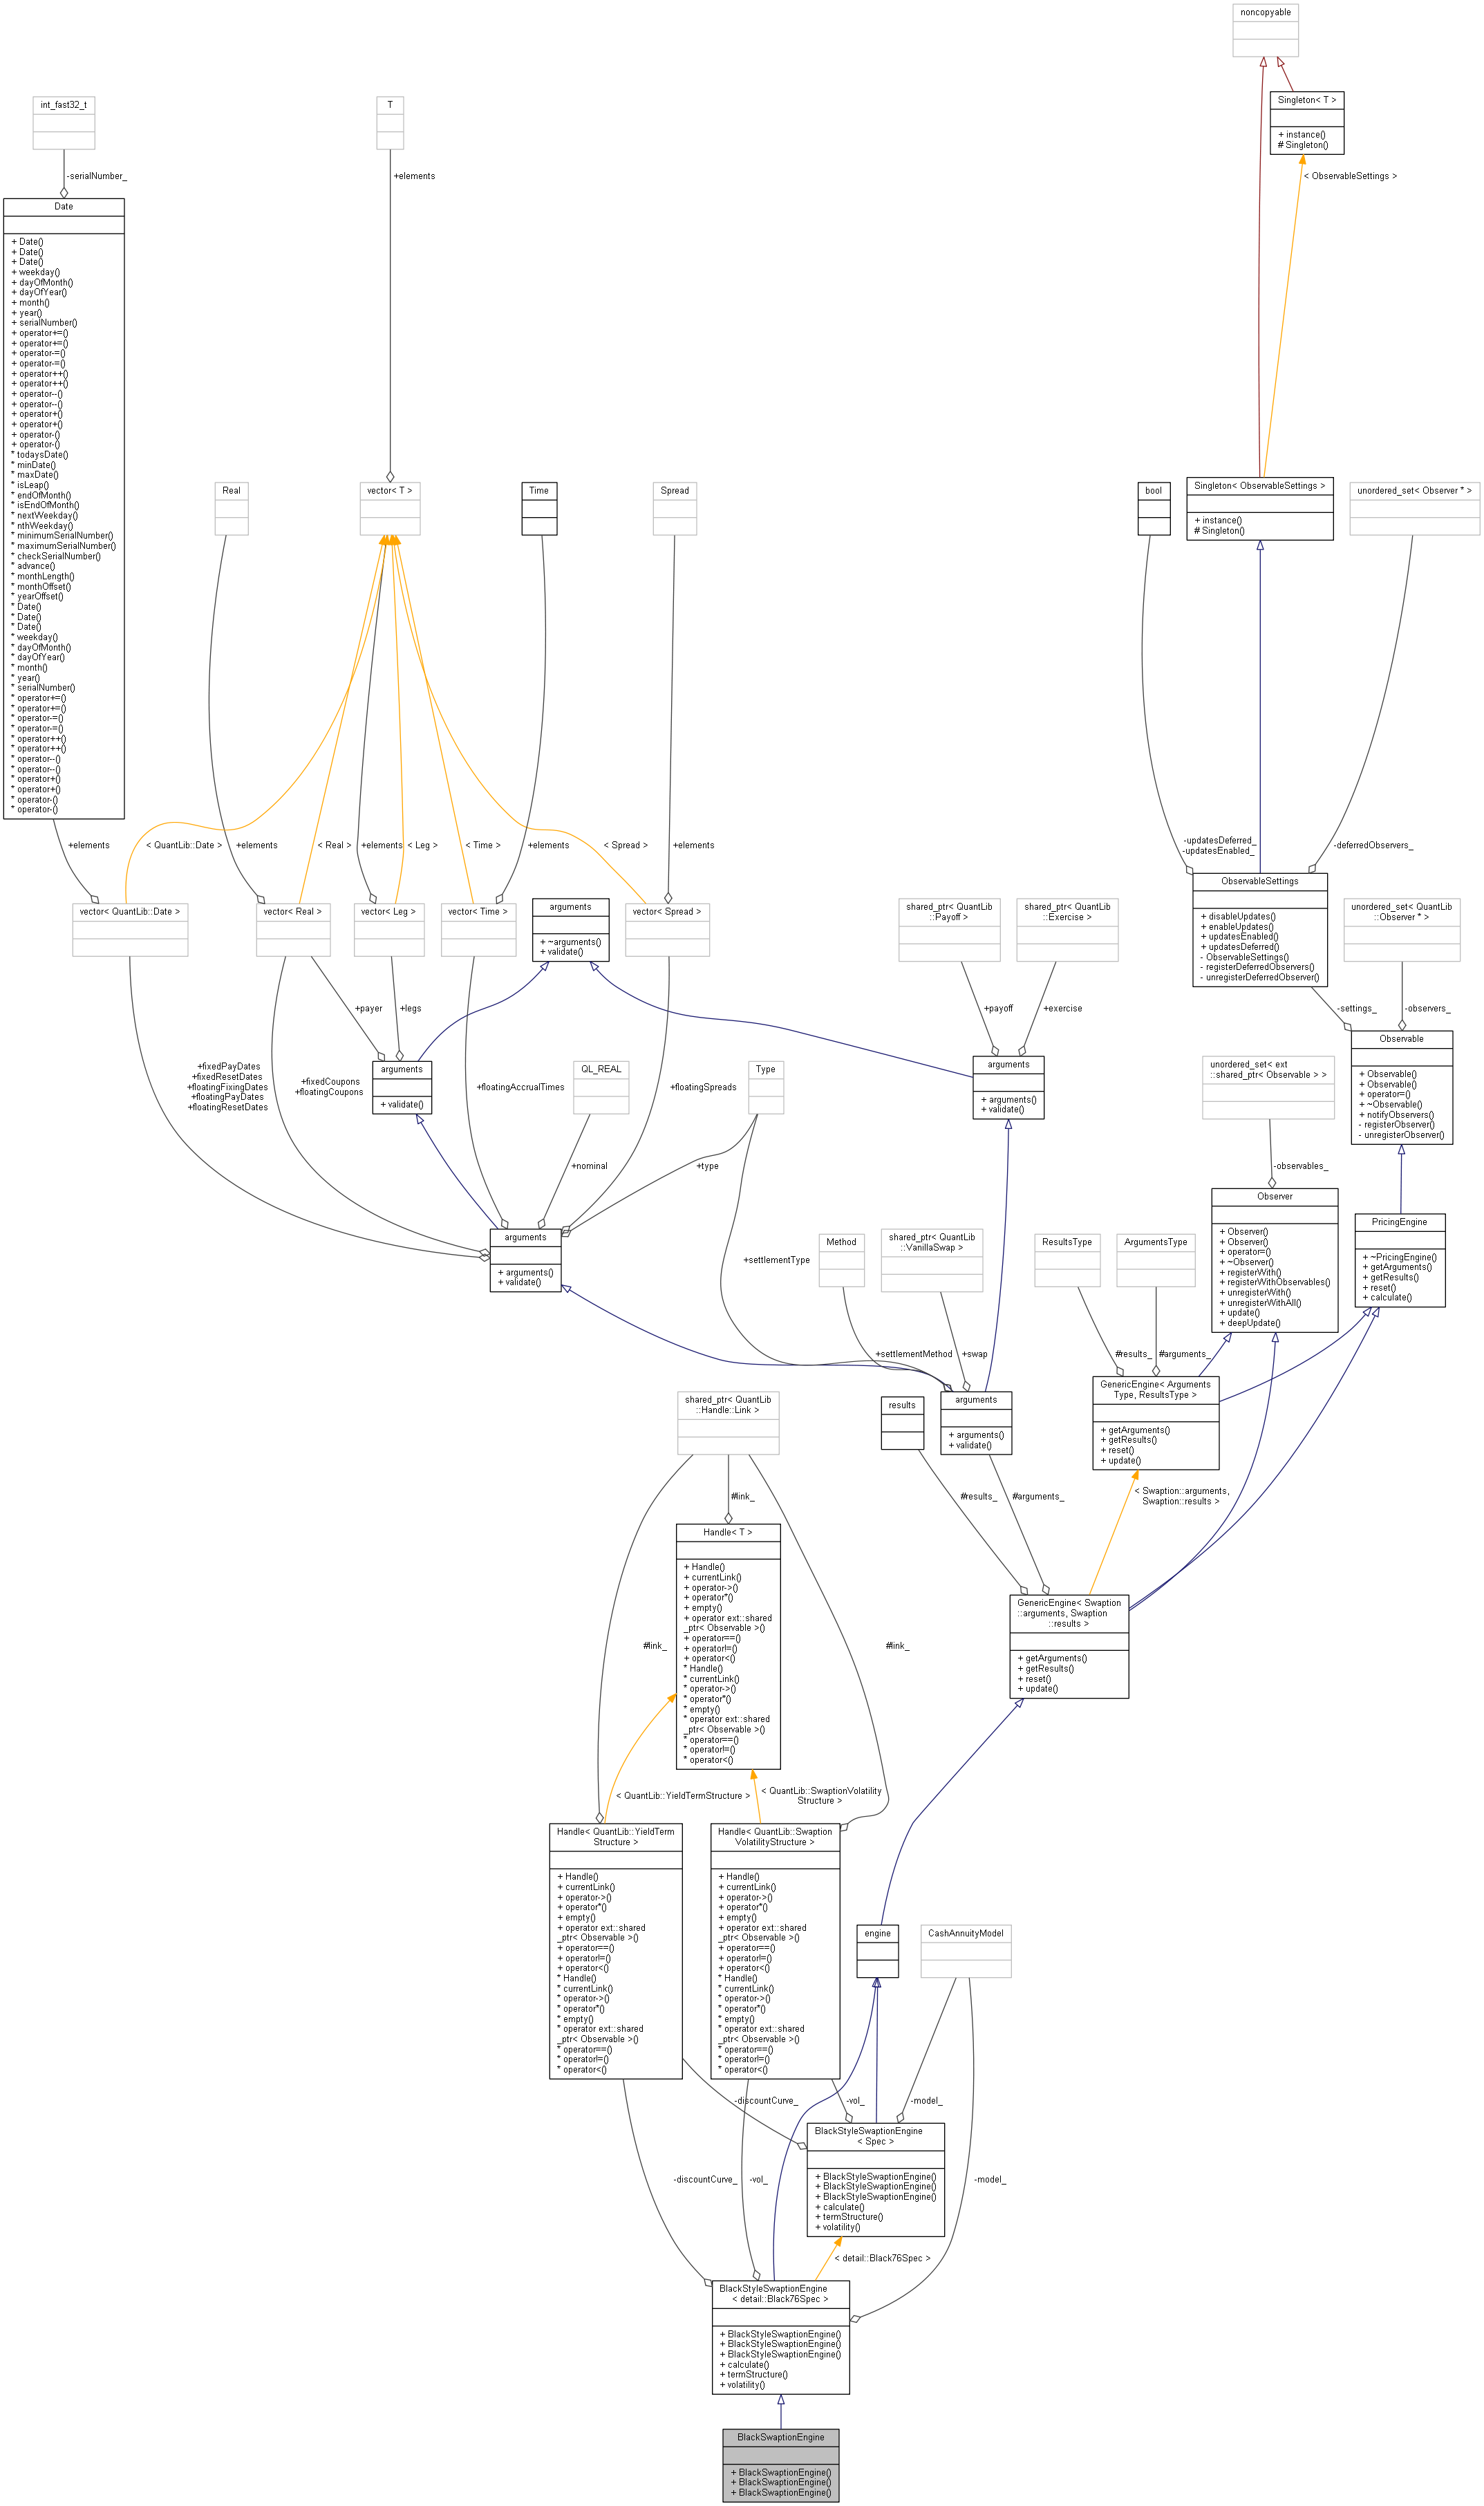 noncopyable
int_fast32_t
T
Singleton< T >
+ instance()
# Singleton()
-serialNumber_
+elements
< ObservableSettings >
Date
+ Date()
+ Date()
+ Date()
+ weekday()
+ dayOfMonth()
+ dayOfYear()
+ month()
+ year()
+ serialNumber()
+ operator+=()
+ operator+=()
+ operator-=()
+ operator-=()
+ operator++()
+ operator++()
+ operator--()
+ operator--()
+ operator+()
+ operator+()
+ operator-()
+ operator-()
* todaysDate()
* minDate()
* maxDate()
* isLeap()
* endOfMonth()
* isEndOfMonth()
* nextWeekday()
* nthWeekday()
* minimumSerialNumber()
* maximumSerialNumber()
* checkSerialNumber()
* advance()
* monthLength()
* monthOffset()
* yearOffset()
* Date()
* Date()
* Date()
* weekday()
* dayOfMonth()
* dayOfYear()
* month()
* year()
* serialNumber()
* operator+=()
* operator+=()
* operator-=()
* operator-=()
* operator++()
* operator++()
* operator--()
* operator--()
* operator+()
* operator+()
* operator-()
* operator-()
Real
vector< T >
Time
Spread
bool
Singleton< ObservableSettings >
+ instance()
# Singleton()
unordered_set< Observer * >
+elements
< QuantLib::Date >
+elements
< Real >
+elements
< Leg >
< Time >
+elements
< Spread >
+elements
-updatesDeferred_
-updatesEnabled_
-deferredObservers_
vector< QuantLib::Date >
vector< Real >
vector< Leg >
vector< Time >
arguments
+ ~arguments()
+ validate()
vector< Spread >
shared_ptr< QuantLib
::Payoff >
shared_ptr< QuantLib
::Exercise >
ObservableSettings
+ disableUpdates()
+ enableUpdates()
+ updatesEnabled()
+ updatesDeferred()
- ObservableSettings()
- registerDeferredObservers()
- unregisterDeferredObserver()
unordered_set< QuantLib
::Observer * >
+payer
+legs
+payoff
+exercise
-settings_
-observers_
+fixedPayDates
+fixedResetDates
+floatingFixingDates
+floatingPayDates
+floatingResetDates
+fixedCoupons
+floatingCoupons
arguments
+ validate()
+floatingAccrualTimes
QL_REAL
+floatingSpreads
Type
arguments
+ arguments()
+ validate()
unordered_set< ext
::shared_ptr< Observable > >
Observable
+ Observable()
+ Observable()
+ operator=()
+ ~Observable()
+ notifyObservers()
- registerObserver()
- unregisterObserver()
+nominal
+type
-observables_
arguments
+ arguments()
+ validate()
+settlementType
Method
shared_ptr< QuantLib
::VanillaSwap >
ResultsType
ArgumentsType
Observer
+ Observer()
+ Observer()
+ operator=()
+ ~Observer()
+ registerWith()
+ registerWithObservables()
+ unregisterWith()
+ unregisterWithAll()
+ update()
+ deepUpdate()
PricingEngine
+ ~PricingEngine()
+ getArguments()
+ getResults()
+ reset()
+ calculate()
+settlementMethod
+swap
#results_
#arguments_
shared_ptr< QuantLib
::Handle::Link >
results
arguments
+ arguments()
+ validate()
GenericEngine< Arguments
Type, ResultsType >
+ getArguments()
+ getResults()
+ reset()
+ update()
#link_
#results_
#arguments_
< Swaption::arguments,
Swaption::results >
Handle< T >
+ Handle()
+ currentLink()
+ operator->()
+ operator*()
+ empty()
+ operator ext::shared
_ptr< Observable >()
+ operator==()
+ operator!=()
+ operator<()
* Handle()
* currentLink()
* operator->()
* operator*()
* empty()
* operator ext::shared
_ptr< Observable >()
* operator==()
* operator!=()
* operator<()
#link_
#link_
GenericEngine< Swaption
::arguments, Swaption
::results >
+ getArguments()
+ getResults()
+ reset()
+ update()
< QuantLib::YieldTermStructure >
< QuantLib::SwaptionVolatility
Structure >
Handle< QuantLib::YieldTerm
Structure >
+ Handle()
+ currentLink()
+ operator->()
+ operator*()
+ empty()
+ operator ext::shared
_ptr< Observable >()
+ operator==()
+ operator!=()
+ operator<()
* Handle()
* currentLink()
* operator->()
* operator*()
* empty()
* operator ext::shared
_ptr< Observable >()
* operator==()
* operator!=()
* operator<()
Handle< QuantLib::Swaption
VolatilityStructure >
+ Handle()
+ currentLink()
+ operator->()
+ operator*()
+ empty()
+ operator ext::shared
_ptr< Observable >()
+ operator==()
+ operator!=()
+ operator<()
* Handle()
* currentLink()
* operator->()
* operator*()
* empty()
* operator ext::shared
_ptr< Observable >()
* operator==()
* operator!=()
* operator<()
engine
CashAnnuityModel
-discountCurve_
-vol_
-model_
BlackStyleSwaptionEngine
< Spec >
+ BlackStyleSwaptionEngine()
+ BlackStyleSwaptionEngine()
+ BlackStyleSwaptionEngine()
+ calculate()
+ termStructure()
+ volatility()
-discountCurve_
-vol_
-model_
< detail::Black76Spec >
BlackStyleSwaptionEngine
< detail::Black76Spec >
+ BlackStyleSwaptionEngine()
+ BlackStyleSwaptionEngine()
+ BlackStyleSwaptionEngine()
+ calculate()
+ termStructure()
+ volatility()
BlackSwaptionEngine
+ BlackSwaptionEngine()
+ BlackSwaptionEngine()
+ BlackSwaptionEngine()